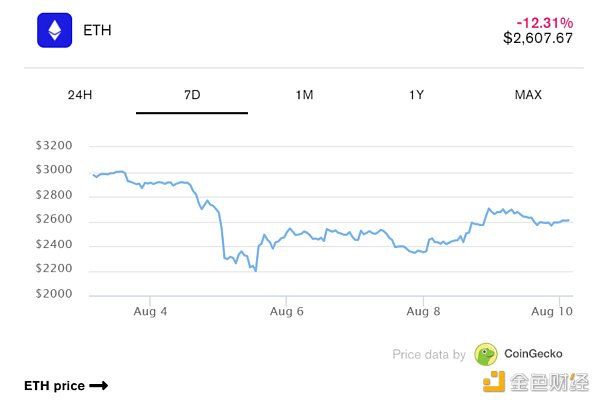 ETH
-12.31%
$2,607.67
24H 7D 1M 1Y MAX
$3200
$3000
$2800
$2600
$2400
$2200
$2000
Aug 4 Aug 6 Aug 8 Aug 10
Price data by CoinGecko
ETH price →
金色财经